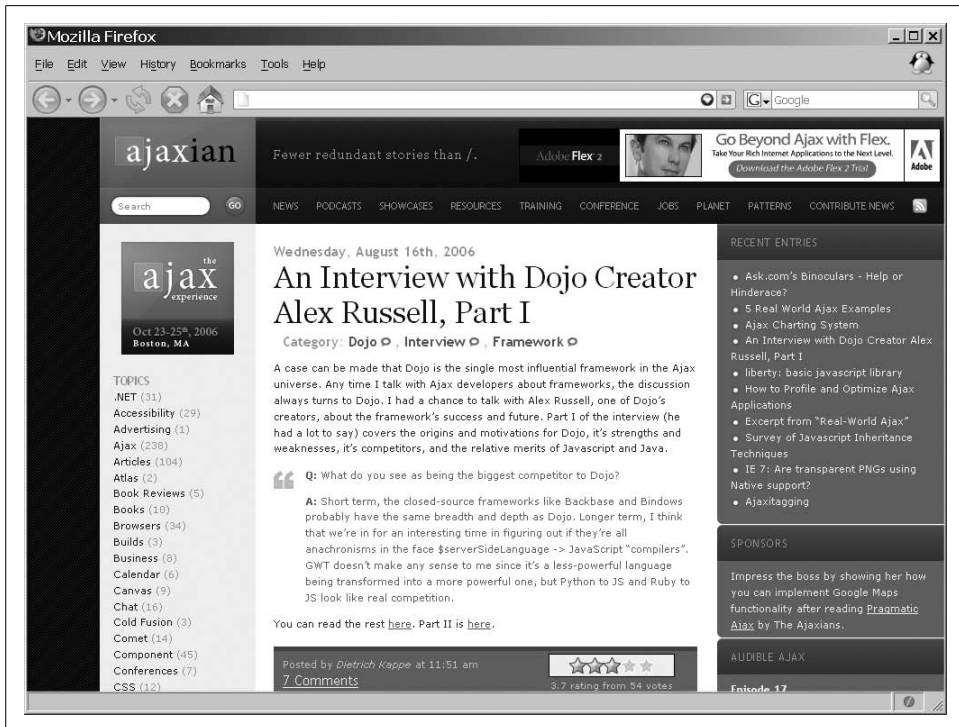 Mozilla Firefox
File Edit View History Bookmarks Tools Help
G Google
ajaxian
Fewer redundant stories than /.
Adobe Flex 2
Go Beyond Ajax with Flex.
Take Your Rich Internet Applications to the Next Level.
Download the Adobe Flex 2 Trial
Adobe
Search GO
NEWS PODCASTS SHOWCASES RESOURCES TRAINING CONFERENCE JOBS PLANET PATTERNS CONTRIBUTE NEWS
the
ajax
experience
Oct 23-25th, 2006
Boston, MA
TOPICS
.NET (31)
Accessibility (29)
Advertising (1)
Ajax (238)
Articles (104)
Atlas (2)
Book Reviews (5)
Books (10)
Browsers (34)
Builds (3)
Business (8)
Calendar (6)
Canvas (9)
Chat (16)
Cold Fusion (3)
Comet (14)
Component (45)
Conferences (7)
CSS (12)
Wednesday, August 16th, 2006
An Interview with Dojo Creator
Alex Russell, Part I
Category: Dojo , Interview , Framework
A case can be made that Dojo is the single most influential framework in the Ajax
universe. Any time I talk with Ajax developers about frameworks, the discussion
always turns to Dojo. I had a chance to talk with Alex Russell, one of Dojo's
creators, about the framework's success and future. Part I of the interview (he
had a lot to say) covers the origins and motivations for Dojo, it's strengths and
weaknesses, it's competitors, and the relative merits of Javascript and Java.
Q: What do you see as being the biggest competitor to Dojo?
A: Short term, the closed-source frameworks like Backbase and Bindows
probably have the same breadth and depth as Dojo. Longer term, I think
that we're in for an interesting time in figuring out if they're all
anachronisms in the face $serverSideLanguage -> JavaScript "compilers".
GWT doesn't make any sense to me since it's a less-powerful language
being transformed into a more powerful one, but Python to JS and Ruby to
JS look like real competition.
You can read the rest here. Part II is here.
Posted by Dietrich Kappe at 11:51 am
7 Comments
3.7 rating from 54 votes
RECENT ENTRIES
• Ask.com's Binoculars - Help or
Hinderace?
• 5 Real World Ajax Examples
• Ajax Charting System
• An Interview with Dojo Creator Alex
Russell, Part I
• liberty: basic javascript library
• How to Profile and Optimize Ajax
Applications
• Excerpt from "Real-World Ajax"
• Survey of Javascript Inheritance
Techniques
• IE 7: Are transparent PNGs using
Native support?
• Ajaxitagging
SPONSORS
Impress the boss by showing her how
you can implement Google Maps
functionality after reading Pragmatic
Ajax by The Ajaxians.
AUDIBLE AJAX
Episode 17